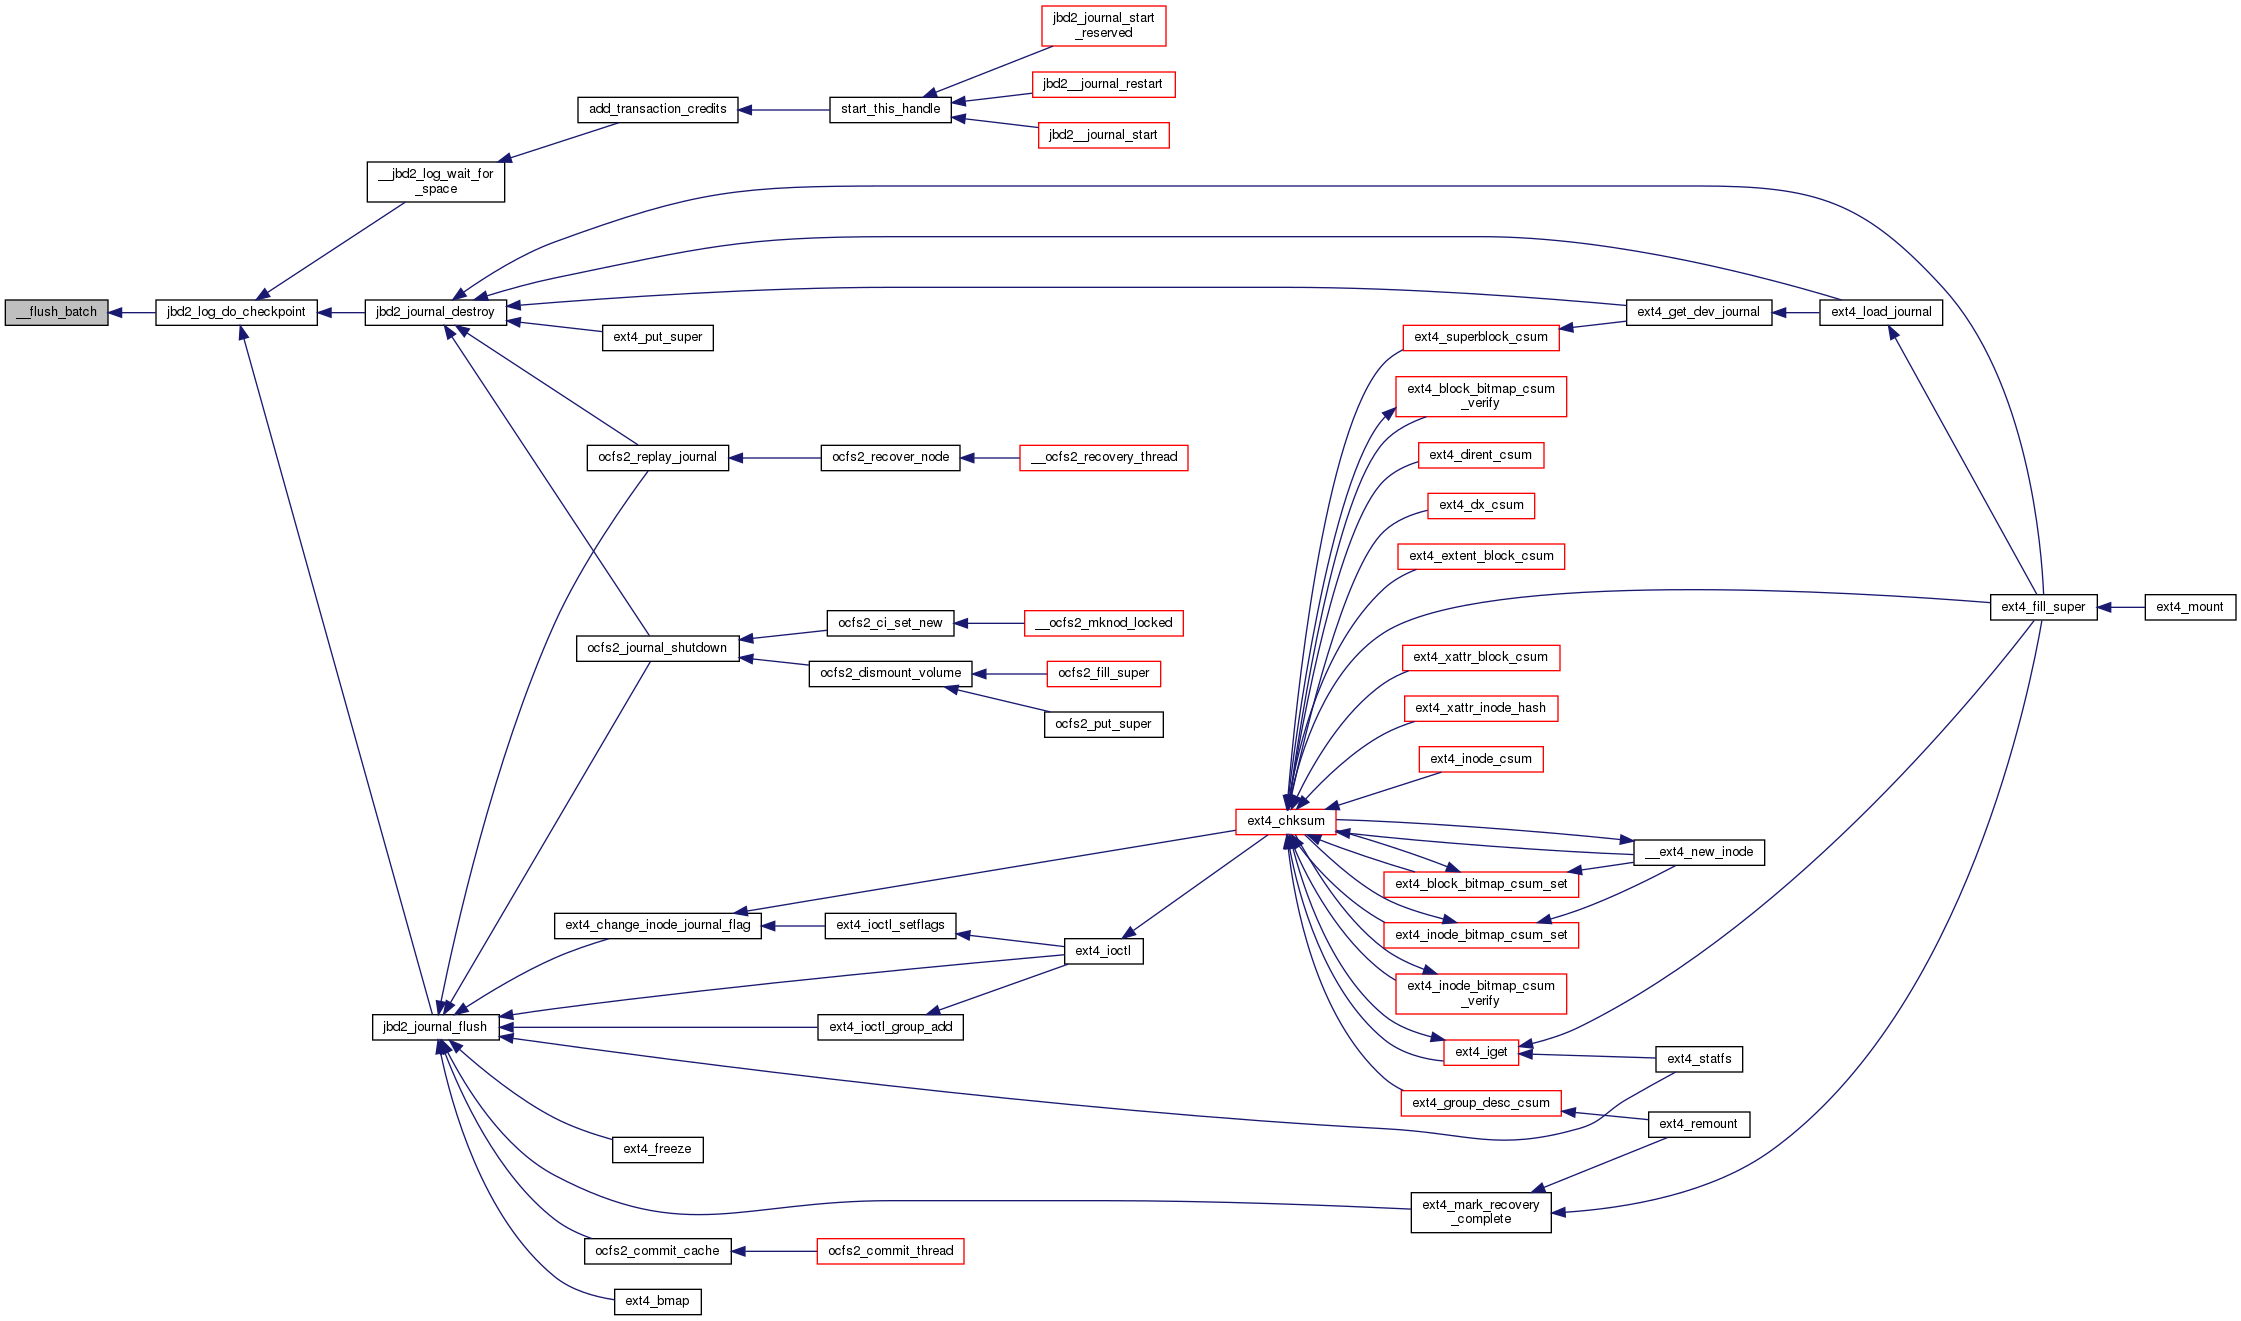 jbd2_journal_start
_reserved
jbd2__journal_restart
add_transaction_credits
start_this_handle
jbd2__journal_start
__jbd2_log_wait_for
_space
__flush_batch
jbd2_log_do_checkpoint
jbd2_journal_destroy
ext4_get_dev_journal
ext4_load_journal
ext4_put_super
ext4_superblock_csum
ext4_block_bitmap_csum
_verify
ocfs2_replay_journal
ocfs2_recover_node
__ocfs2_recovery_thread
ext4_dirent_csum
ext4_dx_csum
ext4_extent_block_csum
ext4_fill_super
ext4_mount
ocfs2_ci_set_new
__ocfs2_mknod_locked
ocfs2_journal_shutdown
ocfs2_dismount_volume
ocfs2_fill_super
ext4_xattr_block_csum
ocfs2_put_super
ext4_xattr_inode_hash
ext4_inode_csum
ext4_chksum
__ext4_new_inode
ext4_block_bitmap_csum_set
ext4_change_inode_journal_flag
ext4_ioctl_setflags
ext4_inode_bitmap_csum_set
ext4_ioctl
ext4_inode_bitmap_csum
_verify
jbd2_journal_flush
ext4_ioctl_group_add
ext4_iget
ext4_statfs
ext4_group_desc_csum
ext4_remount
ext4_freeze
ext4_mark_recovery
_complete
ocfs2_commit_cache
ocfs2_commit_thread
ext4_bmap